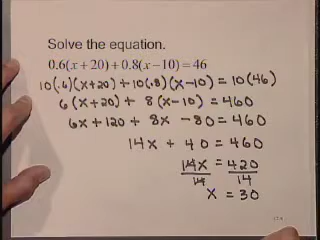 Solve the equation.
0.6(x+20)+0.8(x−10)=46
10(.6)(x+20)+10(.8)(x−10)=10(46)
6(x+20)+8(x−10)=460
6x+120+8x−80=460
14x+40=460
14x=420
14 14
x=30